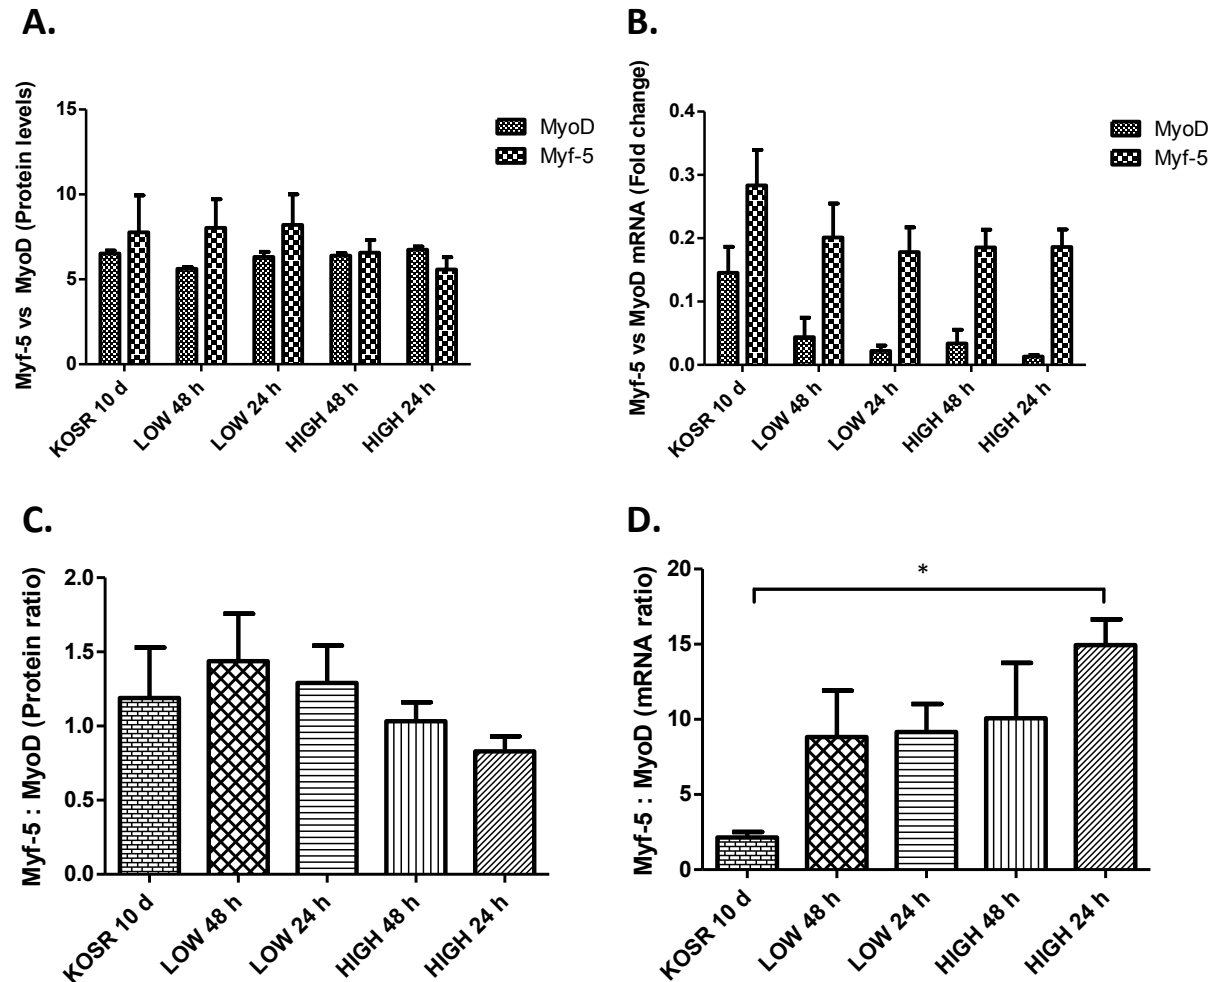 A.
Myf-5 vs MyoD (Protein levels)
15
10
5
0
KOSR 10 d
LOW 48 h
LOW 24 h
HIGH 48 h
HIGH 24 h
MyoD
Myf-5
B.
Myf-5 vs MyoD mRNA (Fold change)
0.4
0.3
0.2
0.1
0.0
KOSR 10 d
LOW 48 h
LOW 24 h
HIGH 48 h
HIGH 24 h
MyoD
Myf-5
C.
Myf-5 : MyoD (Protein ratio)
2.0
1.5
1.0
0.5
0.0
KOSR 10 d
LOW 48 h
LOW 24 h
HIGH 48 h
HIGH 24 h
D.
Myf-5 : MyoD (mRNA ratio)
20
15
10
5
0
*
KOSR 10 d
LOW 48 h
LOW 24 h
HIGH 48 h
HIGH 24 h